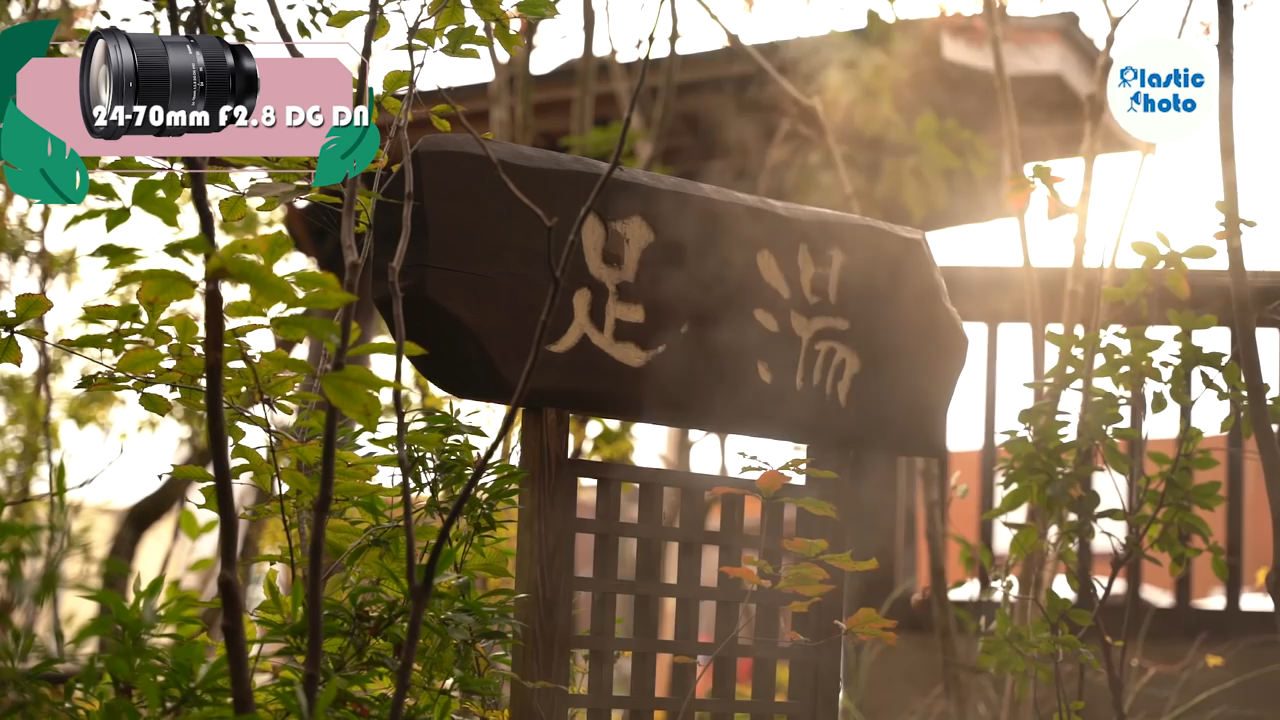 24-70mm F2.8 DG DN
Plastic
Photo
足湯